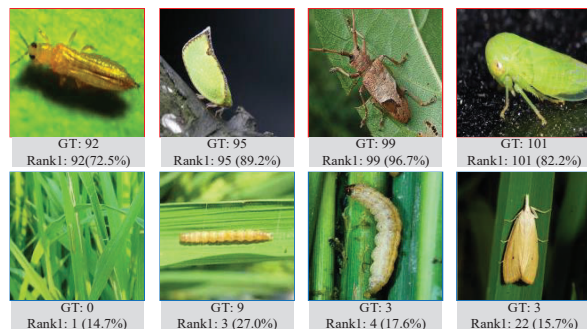 GT: 92
Rank1: 92(72.5%)
GT: 95
Rank1: 95 (89.2%)
GT: 99
Rank1: 99 (96.7%)
GT: 101
Rank1: 101 (82.2%)
GT: 0
Rank1: 1 (14.7%)
GT: 9
Rank1: 3 (27.0%)
GT: 3
Rank1: 4 (17.6%)
GT: 3
Rank1: 22 (15.7%)